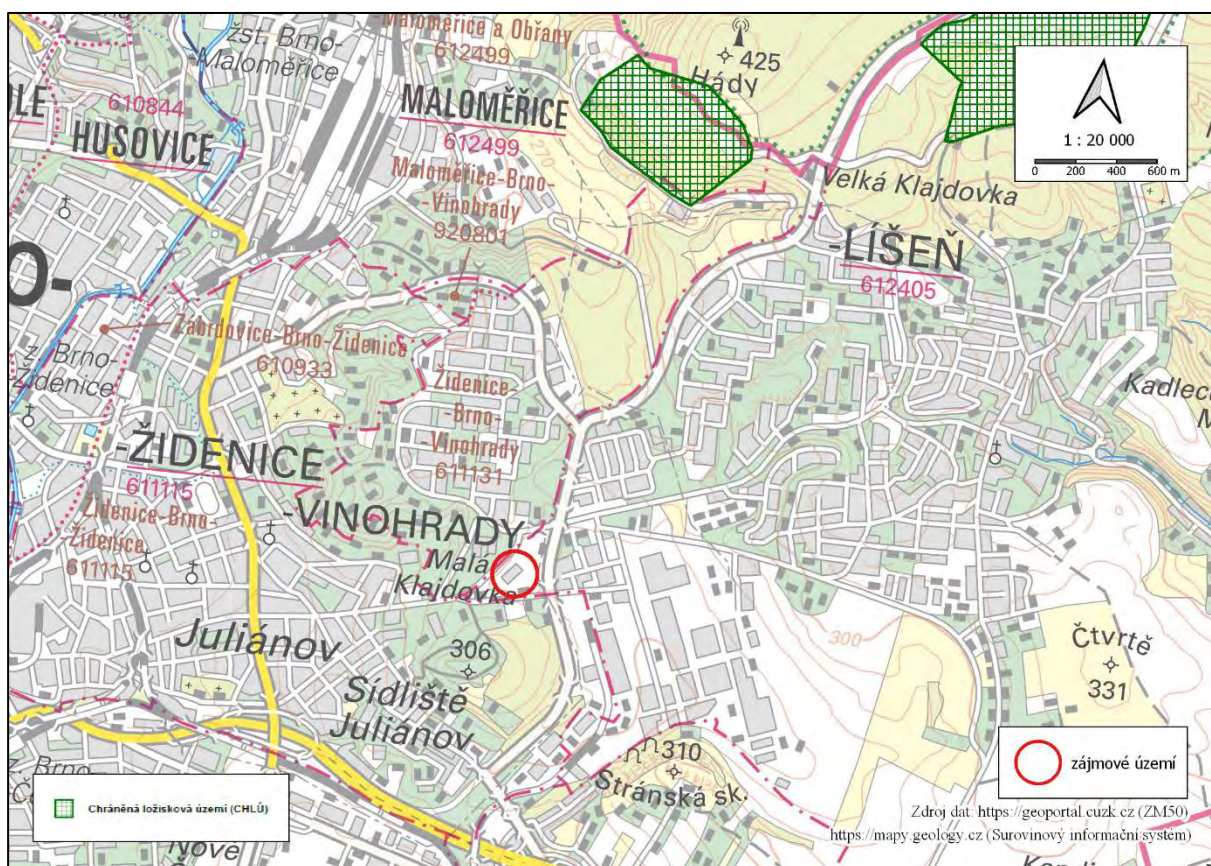 -Maloměřice a Obřany
612499
žst. Brno-
-Maloměřice
425
Hády
1 : 20 000
0 200 400 600 m
610844
HUSOVICE
MALOMĚŘICE
612499
270
Maloměřice-Brno-
-Vinohrady
920801
Velká Klajdovka
-LÍŠEŇ
612405
O-
Zábrdovice-Brno-Židenice
610933
ž. Brno-
-Židenice
Židenice-
-Brno-
-Vinohrady
611131
-ŽIDENICE
611115
Židenice-Brno-
-Židenice
611115
-VINOHRADY
Malá
Klajdovka
Juliánov
306
Sídliště
Juliánov
300
Čtvrtě
331
310
Stránská sk.
zájmové území
Chráněná ložisková území (CHLÚ)
Zdroj dat: https://geoportal.cuzk.cz (ZM50)
https://mapy.geology.cz (Surovinový informační systém)